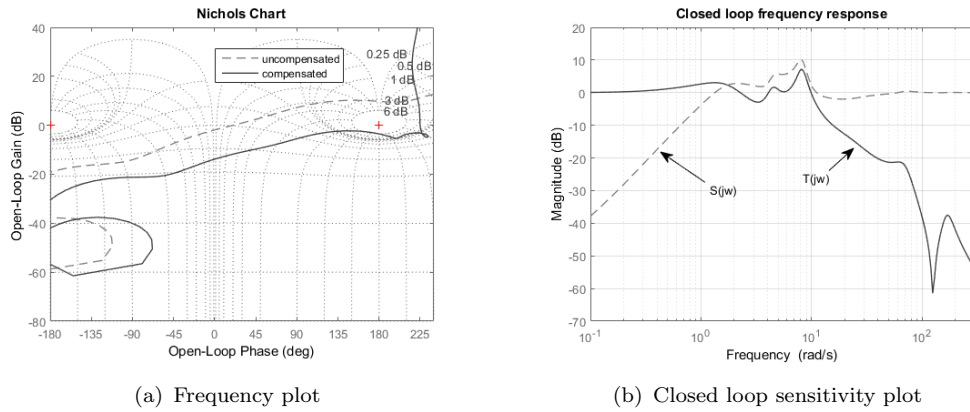 Nichols Chart
40
20
0
-20
-40
-60
-80
Open-Loop Gain (dB)
uncompensated
compensated
0.25 dB
0.5 dB
1 dB
3 dB
6 dB
-180 -135 -90 -45 0 45 90 135 180 225
Open-Loop Phase (deg)
(a) Frequency plot
Closed loop frequency response
20
10
0
-10
-20
-30
-40
-50
-60
-70
Magnitude (dB)
S(jw)
T(jw)
10-1 100 101 102
Frequency (rad/s)
(b) Closed loop sensitivity plot